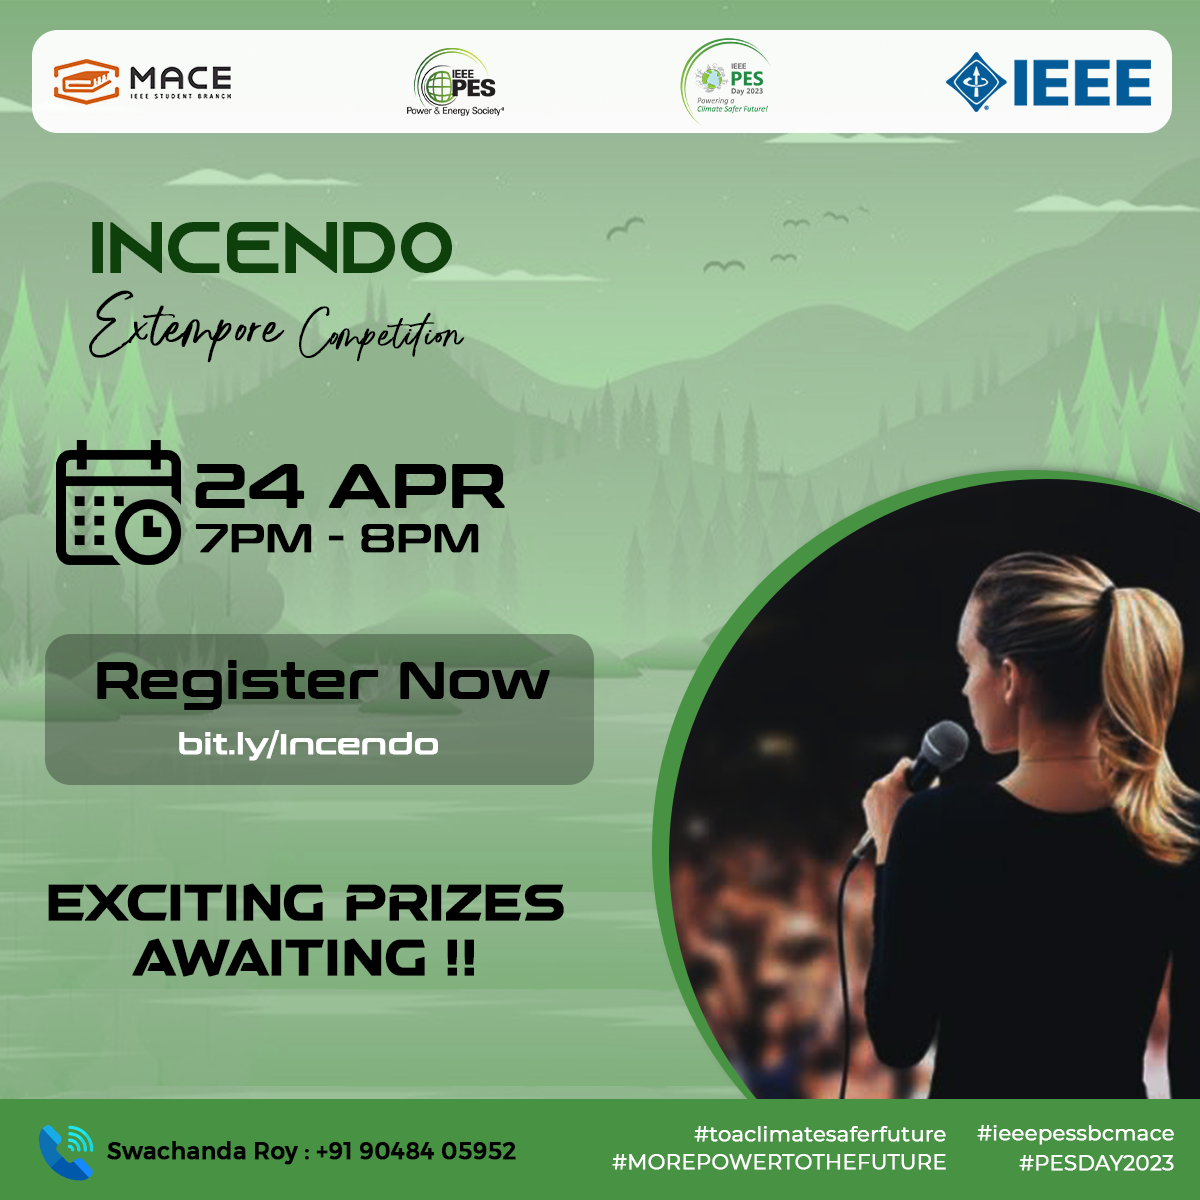 MACE
IEEE STUDENT BRANCH
IEEE
PES
Power & Energy Society®
IEEE
PES
Day 2023
Powering a
Climate Safer Future!
IEEE
INCENDO
Extempore Competition
24 APR
7PM - 8PM
Register Now
bit.ly/Incendo
EXCITING PRIZES
AWAITING !!
Swachanda Roy : +91 90484 05952
#toaclimatesaferfuture
#MOREPOWERTOTHEFUTURE
#ieeepessbcmace
#PESDAY2023